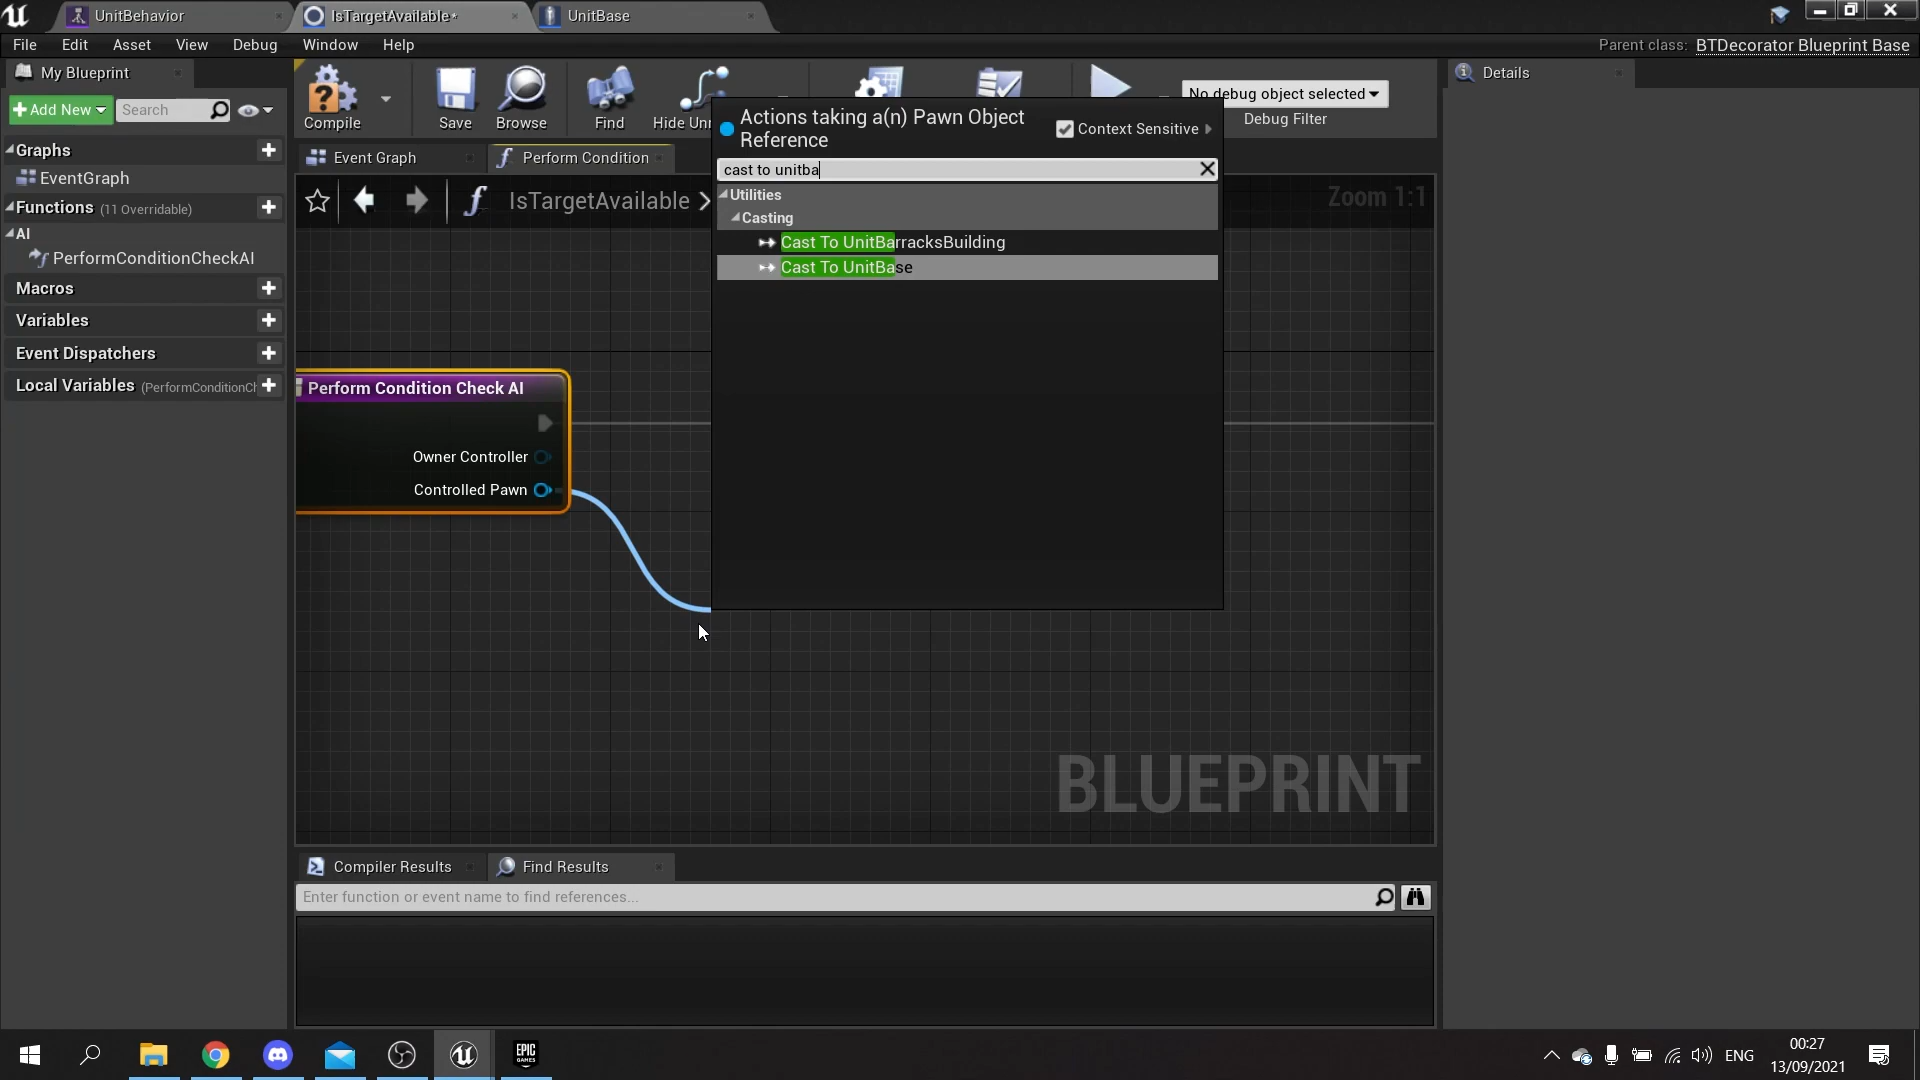 UnitBehavior
IsTargetAvailable*
UnitBase
File Edit Asset View Debug Window Help
Parent class: BTDecorator Blueprint Base
My Blueprint
Details
Add New
Search
Compile
Save
Browse
Find
Hide Unr
No debug object selected
Debug Filter
Actions taking a(n) Pawn Object
Reference
Context Sensitive
cast to unitba
Utilities
Casting
Cast To UnitBarracksBuilding
Cast To UnitBase
Graphs
EventGraph
Functions (11 Overridable)
AI
PerformConditionCheckAI
Macros
Variables
Event Dispatchers
Local Variables (PerformConditionCh
Event Graph
Perform Condition
IsTargetAvailable >
Zoom 1:1
Perform Condition Check AI
Owner Controller
Controlled Pawn
BLUEPRINT
Compiler Results
Find Results
Enter function or event name to find references...
EPIC
GAMES
ENG
00:27
13/09/2021